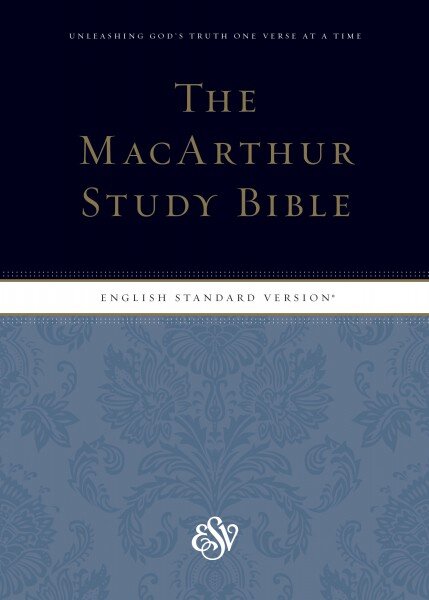 UNLEASHING GOD'S TRUTH ONE VERSE AT A TIME
THE
MACARTHUR
STUDY BIBLE
ENGLISH STANDARD VERSION®
ESV